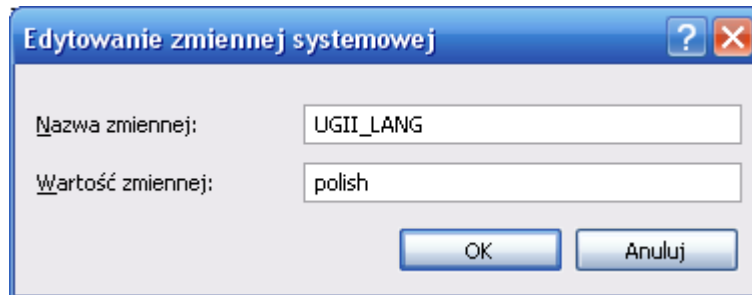 Edytowanie zmiennej systemowej
Nazwa zmiennej: UGII_LANG
Wartość zmiennej: polish
OK Anuluj